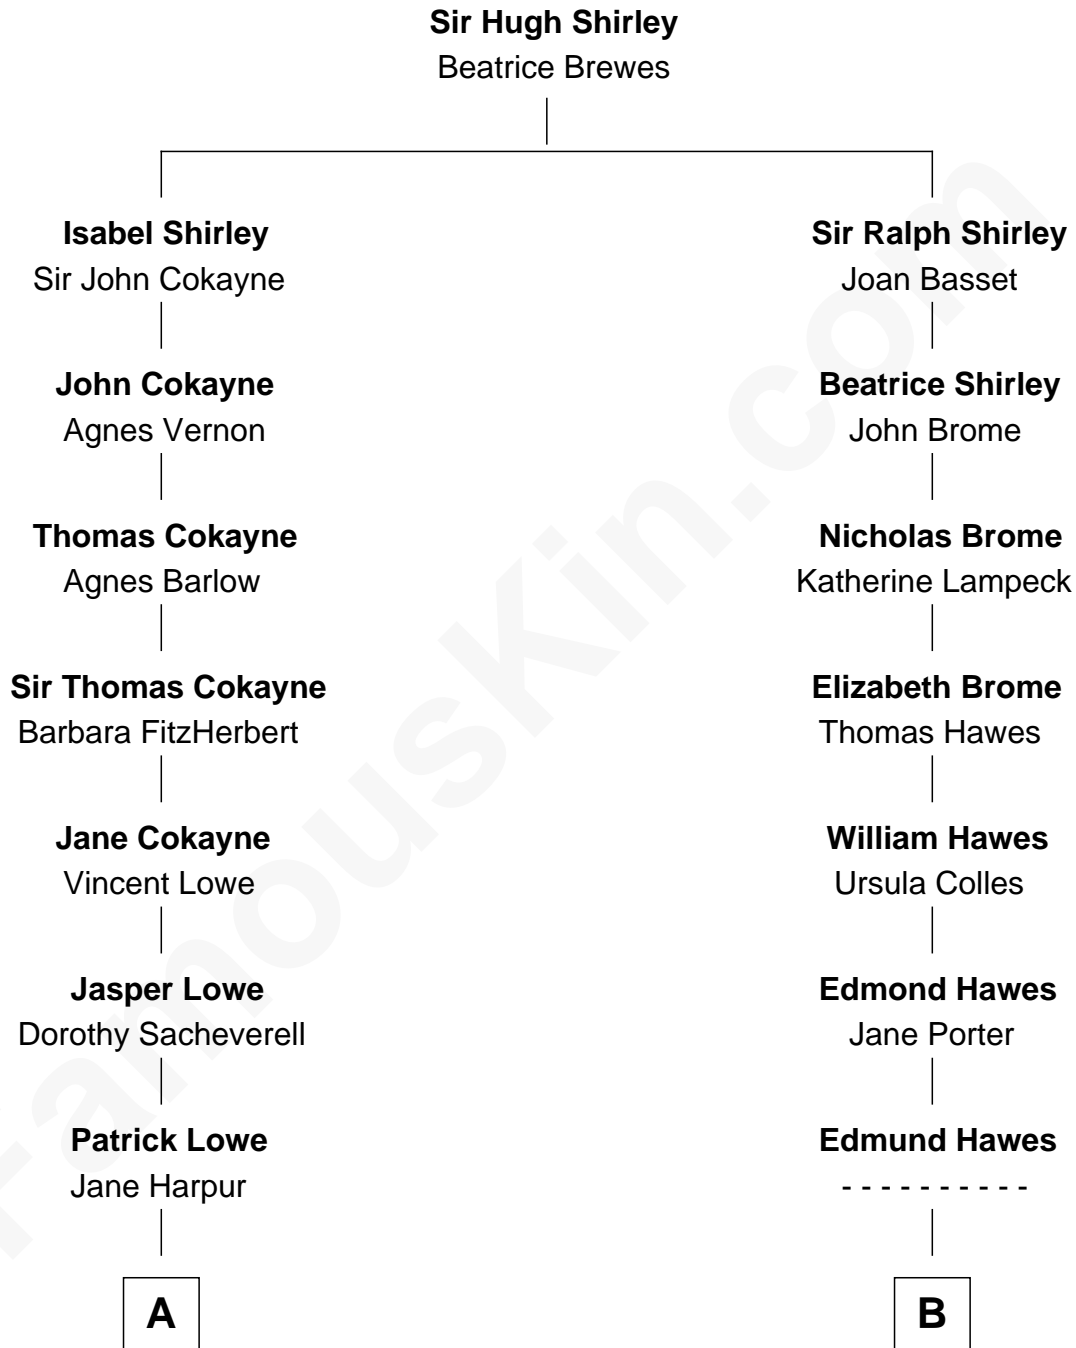 Sir Hugh Shirley
Beatrice Brewes
Isabel Shirley
Sir John Cokayne
Sir Ralph Shirley
Joan Basset
John Cokayne
Agnes Vernon
Beatrice Shirley
John Brome
Thomas Cokayne
Agnes Barlow
Nicholas Brome
Katherine Lampeck
Sir Thomas Cokayne
Barbara FitzHerbert
Elizabeth Brome
Thomas Hawes
Jane Cokayne
Vincent Lowe
William Hawes
Ursula Colles
Jasper Lowe
Dorothy Sacheverell
Edmond Hawes
Jane Porter
Patrick Lowe
Jane Harpur
Edmund Hawes
- - - - - - - - - -
A
B
FamousKin.com